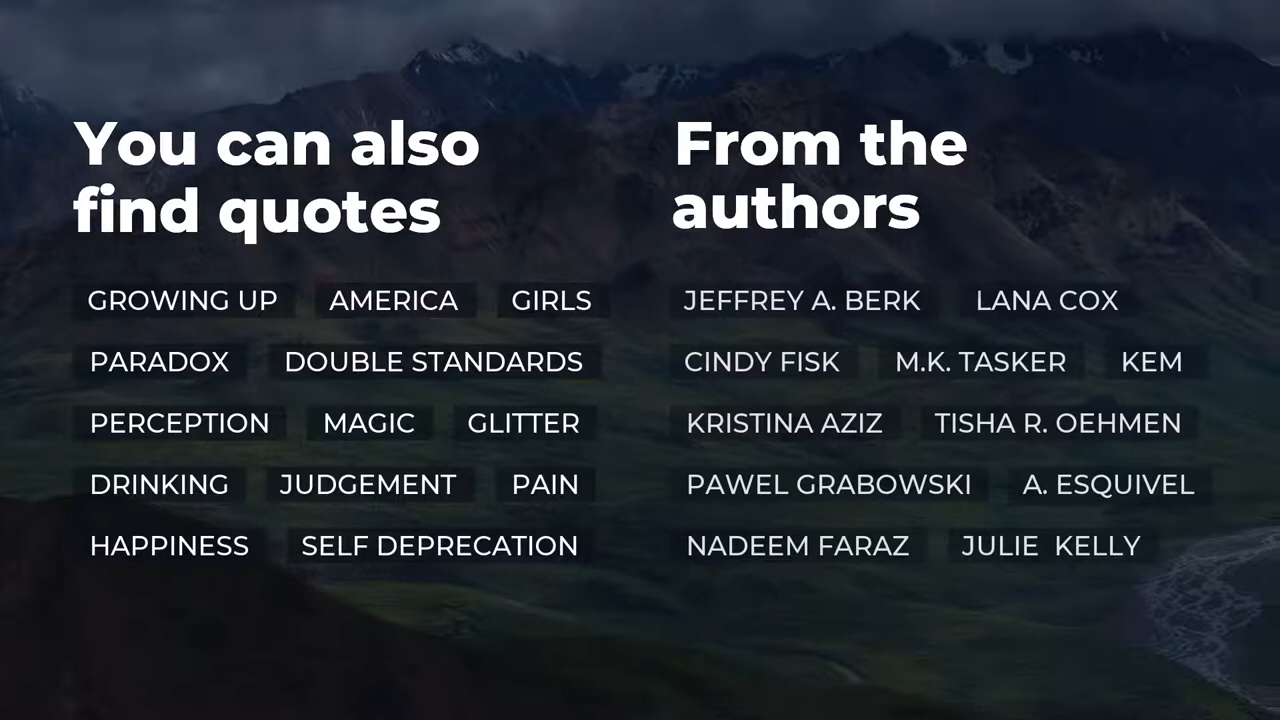 You can also
find quotes
GROWING UP AMERICA GIRLS
PARADOX DOUBLE STANDARDS
PERCEPTION MAGIC GLITTER
DRINKING JUDGEMENT PAIN
HAPPINESS SELF DEPRECATION
From the
authors
JEFFREY A. BERK LANA COX
CINDY FISK M.K. TASKER KEM
KRISTINA AZIZ TISHA R. OEHMEN
PAWEL GRABOWSKI A. ESQUIVEL
NADEEM FARAZ JULIE KELLY